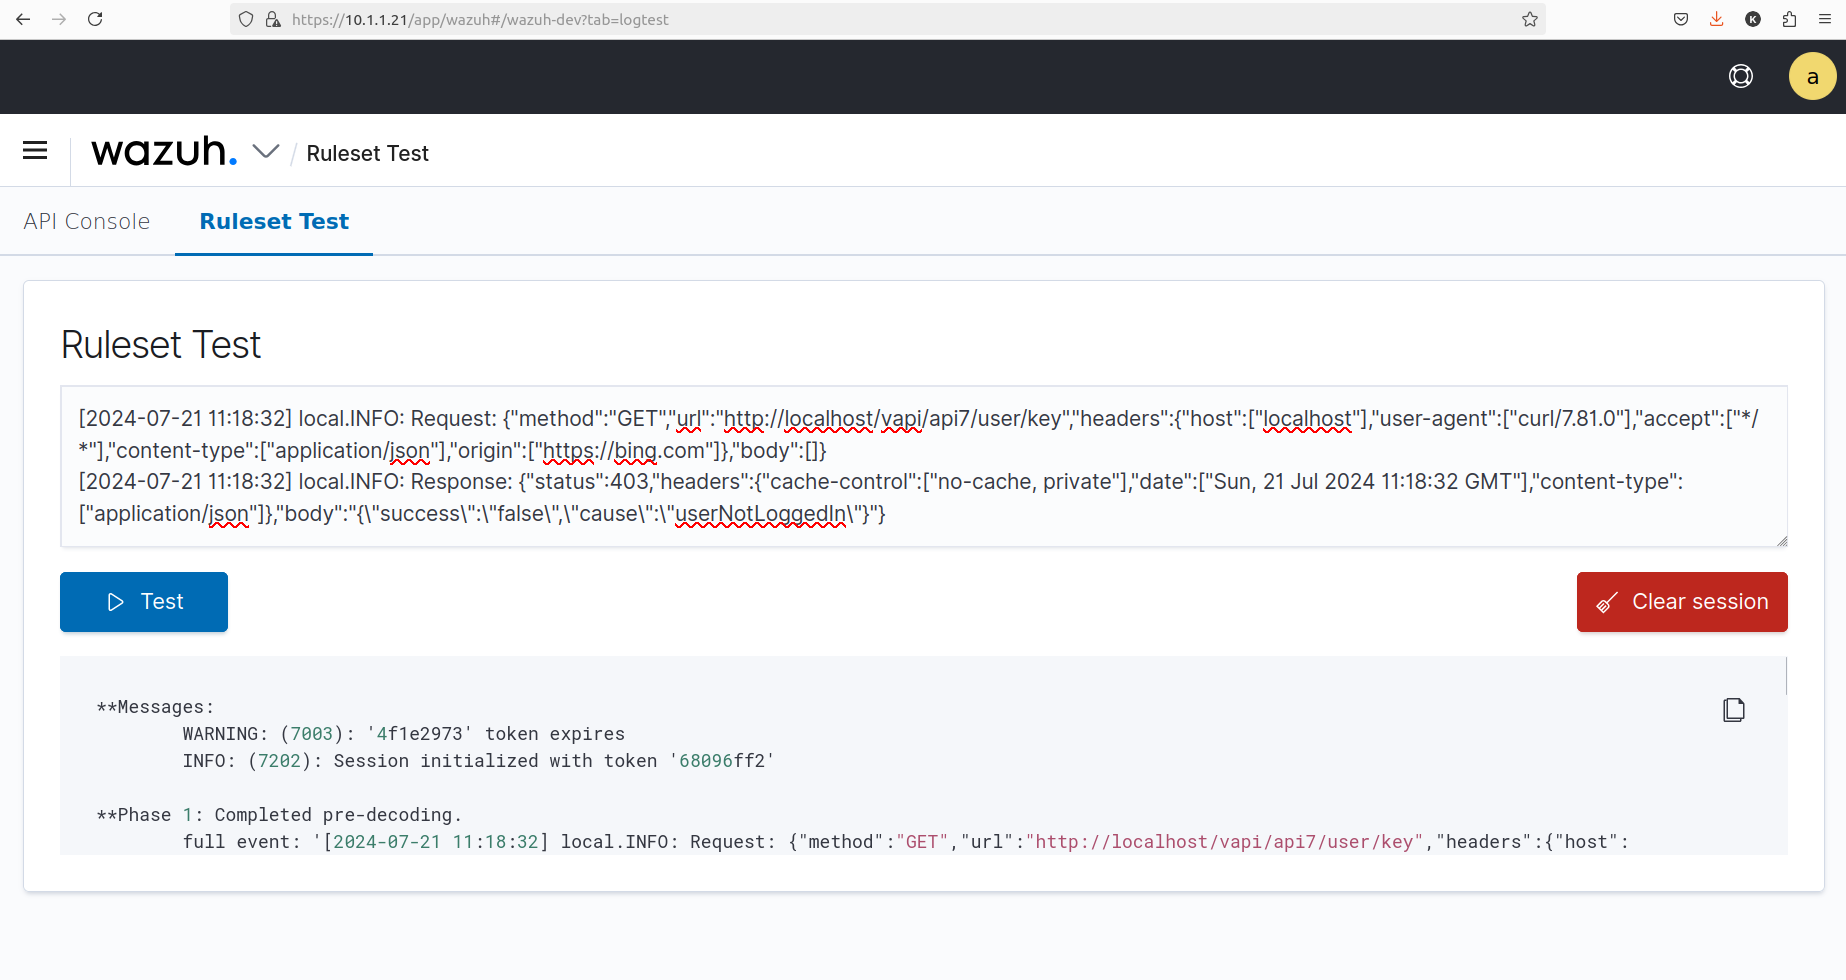 https://10.1.1.21/app/wazuh#/wazuh-dev?tab=logtest
K
a
wazuh. / Ruleset Test
API Console Ruleset Test
Ruleset Test
[2024-07-21 11:18:32] local.INFO: Request: {"method":"GET","url":"http://localhost/vapi/api7/user/key","headers":{"host":["localhost"],"user-agent":["curl/7.81.0"],"accept":["*/
*"],"content-type":["application/json"],"origin":["https://bing.com"]},"body":[]}
[2024-07-21 11:18:32] local.INFO: Response: {"status":403,"headers":{"cache-control":["no-cache, private"],"date":["Sun, 21 Jul 2024 11:18:32 GMT"],"content-type":
["application/json"]},"body":"{\"success\":\"false\",\"cause\":\"userNotLoggedIn\"}"}
Test Clear session
**Messages:
WARNING: (7003): '4f1e2973' token expires
INFO: (7202): Session initialized with token '68096ff2'
**Phase 1: Completed pre-decoding.
full event: '[2024-07-21 11:18:32] local.INFO: Request: {"method":"GET","url":"http://localhost/vapi/api7/user/key","headers":{"host":